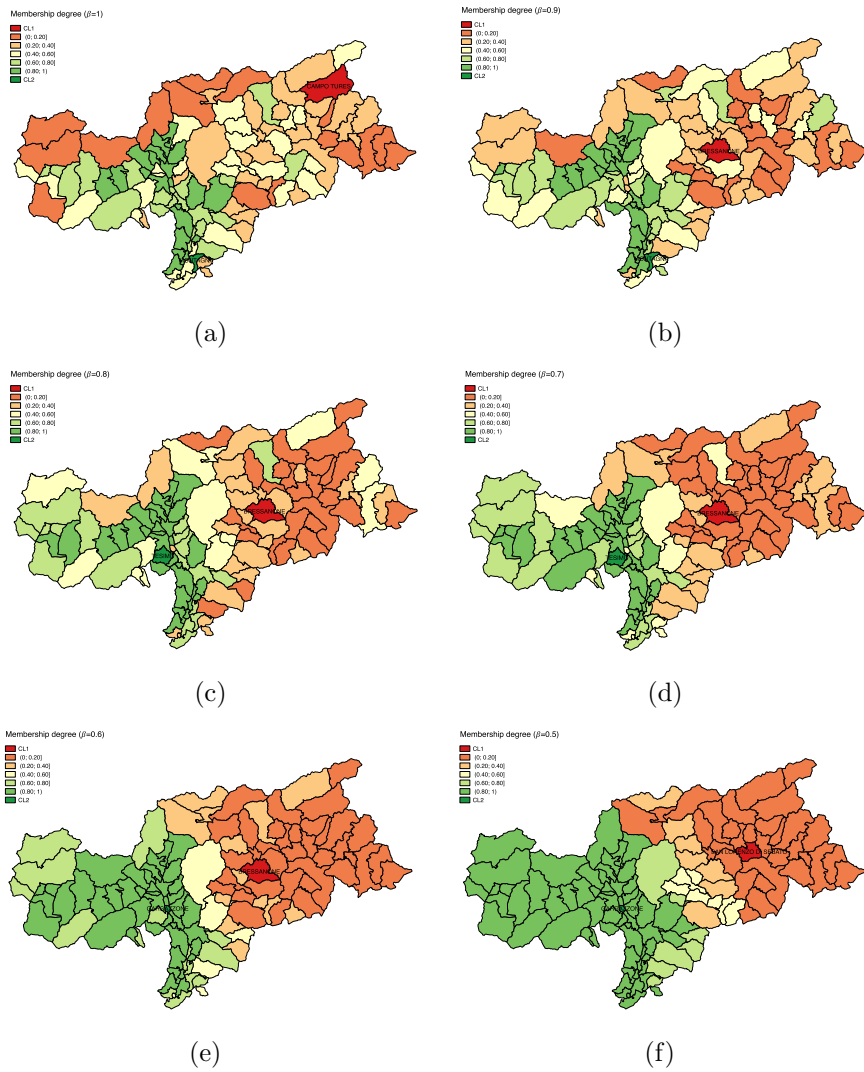 Membership degree (β=1)
CL1
(0; 0.20]
(0.20; 0.40]
(0.40; 0.60]
(0.60; 0.80]
(0.80; 1)
CL2
CAMPO TURES
(a)
Membership degree (β=0.9)
CL1
(0; 0.20]
(0.20; 0.40]
(0.40; 0.60]
(0.60; 0.80]
(0.80; 1)
CL2
BRESSANONE
(b)
Membership degree (β=0.8)
CL1
(0; 0.20]
(0.20; 0.40]
(0.40; 0.60]
(0.60; 0.80]
(0.80; 1)
CL2
BRESSANONE
(c)
Membership degree (β=0.7)
CL1
(0; 0.20]
(0.20; 0.40]
(0.40; 0.60]
(0.60; 0.80]
(0.80; 1)
CL2
BRESSANONE
(d)
Membership degree (β=0.6)
CL1
(0; 0.20]
(0.20; 0.40]
(0.40; 0.60]
(0.60; 0.80]
(0.80; 1)
CL2
BRESSANONE
(e)
Membership degree (β=0.5)
CL1
(0; 0.20]
(0.20; 0.40]
(0.40; 0.60]
(0.60; 0.80]
(0.80; 1)
CL2
SAN LORENZO DI SEBATO
(f)